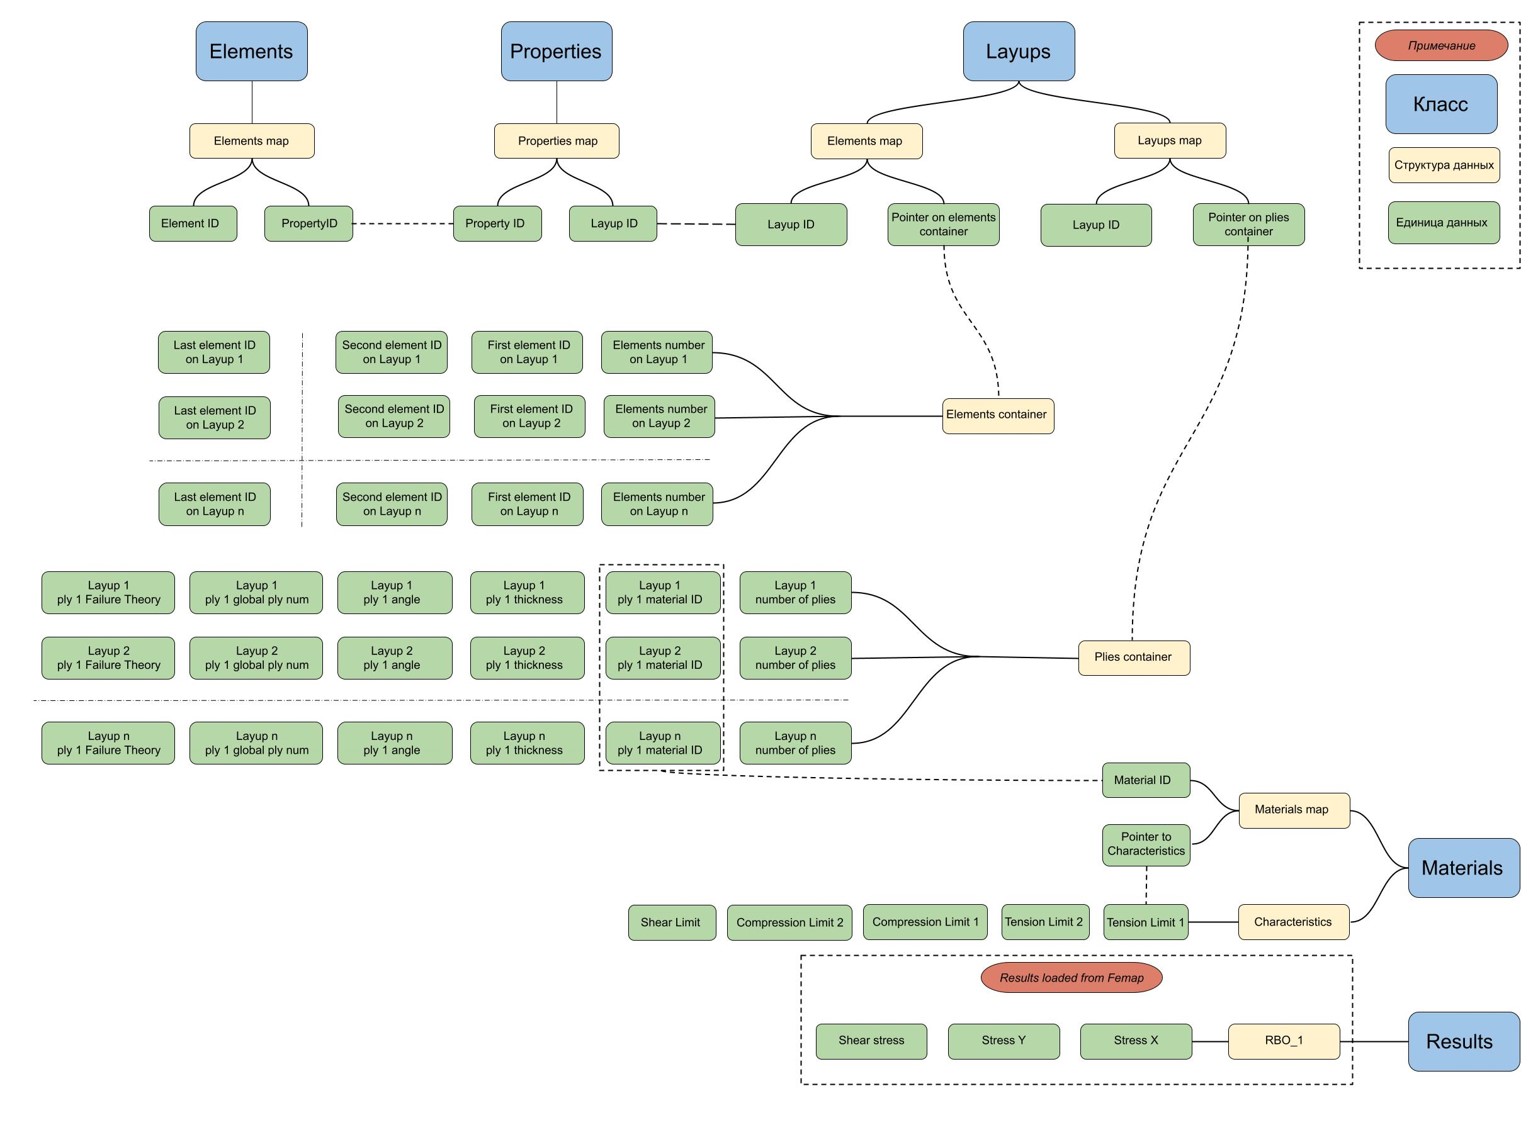 Elements
Properties
Layups
Примечание
Класс
Структура данных
Единица данных
Elements map
Properties map
Elements map
Layups map
Element ID
PropertyID
Property ID
Layup ID
Layup ID
Pointer on elements
container
Layup ID
Pointer on plies
container
Last element ID
on Layup 1
Second element ID
on Layup 1
First element ID
on Layup 1
Elements number
on Layup 1
Last element ID
on Layup 2
Second element ID
on Layup 2
First element ID
on Layup 2
Elements number
on Layup 2
Elements container
Last element ID
on Layup n
Second element ID
on Layup n
First element ID
on Layup n
Elements number
on Layup n
Layup 1
ply 1 Failure Theory
Layup 1
ply 1 global ply num
Layup 1
ply 1 angle
Layup 1
ply 1 thickness
Layup 1
ply 1 material ID
Layup 1
number of plies
Layup 2
ply 1 Failure Theory
Layup 2
ply 1 global ply num
Layup 2
ply 1 angle
Layup 2
ply 1 thickness
Layup 2
ply 1 material ID
Layup 2
number of plies
Plies container
Layup n
ply 1 Failure Theory
Layup n
ply 1 global ply num
Layup n
ply 1 angle
Layup n
ply 1 thickness
Layup n
ply 1 material ID
Layup n
number of plies
Material ID
Materials map
Pointer to
Characteristics
Materials
Shear Limit
Compression Limit 2
Compression Limit 1
Tension Limit 2
Tension Limit 1
Characteristics
Results loaded from Femap
Shear stress
Stress Y
Stress X
RBO_1
Results